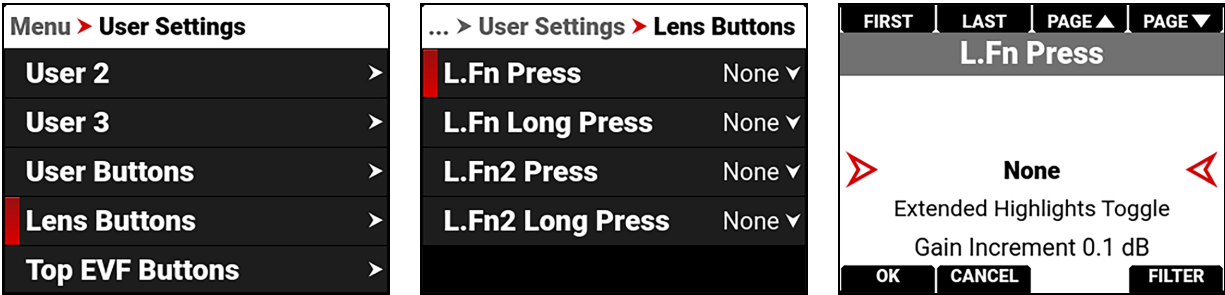 Menu > User Settings
User 2
User 3
User Buttons
Lens Buttons
Top EVF Buttons
... > User Settings > Lens Buttons
L.Fn Press None
L.Fn Long Press None
L.Fn2 Press None
L.Fn2 Long Press None
FIRST LAST PAGE▲ PAGE▼
L.Fn Press
None
Extended Highlights Toggle
Gain Increment 0.1 dB
OK CANCEL FILTER